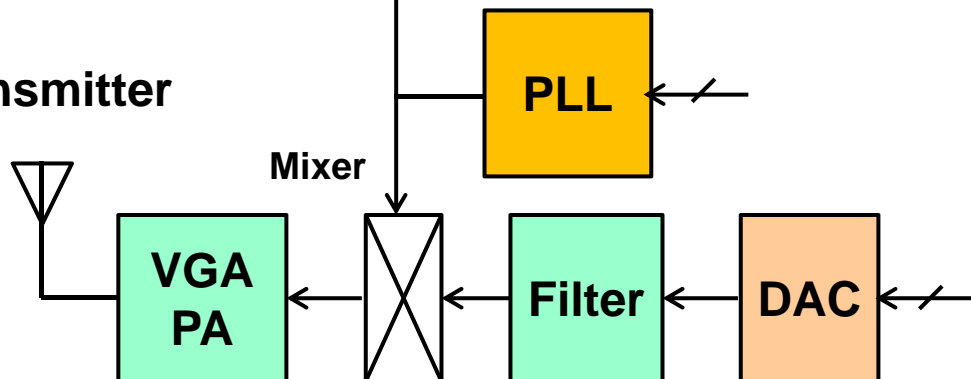 PLL
nsmitter
Mixer
VGA
PA
Filter
DAC